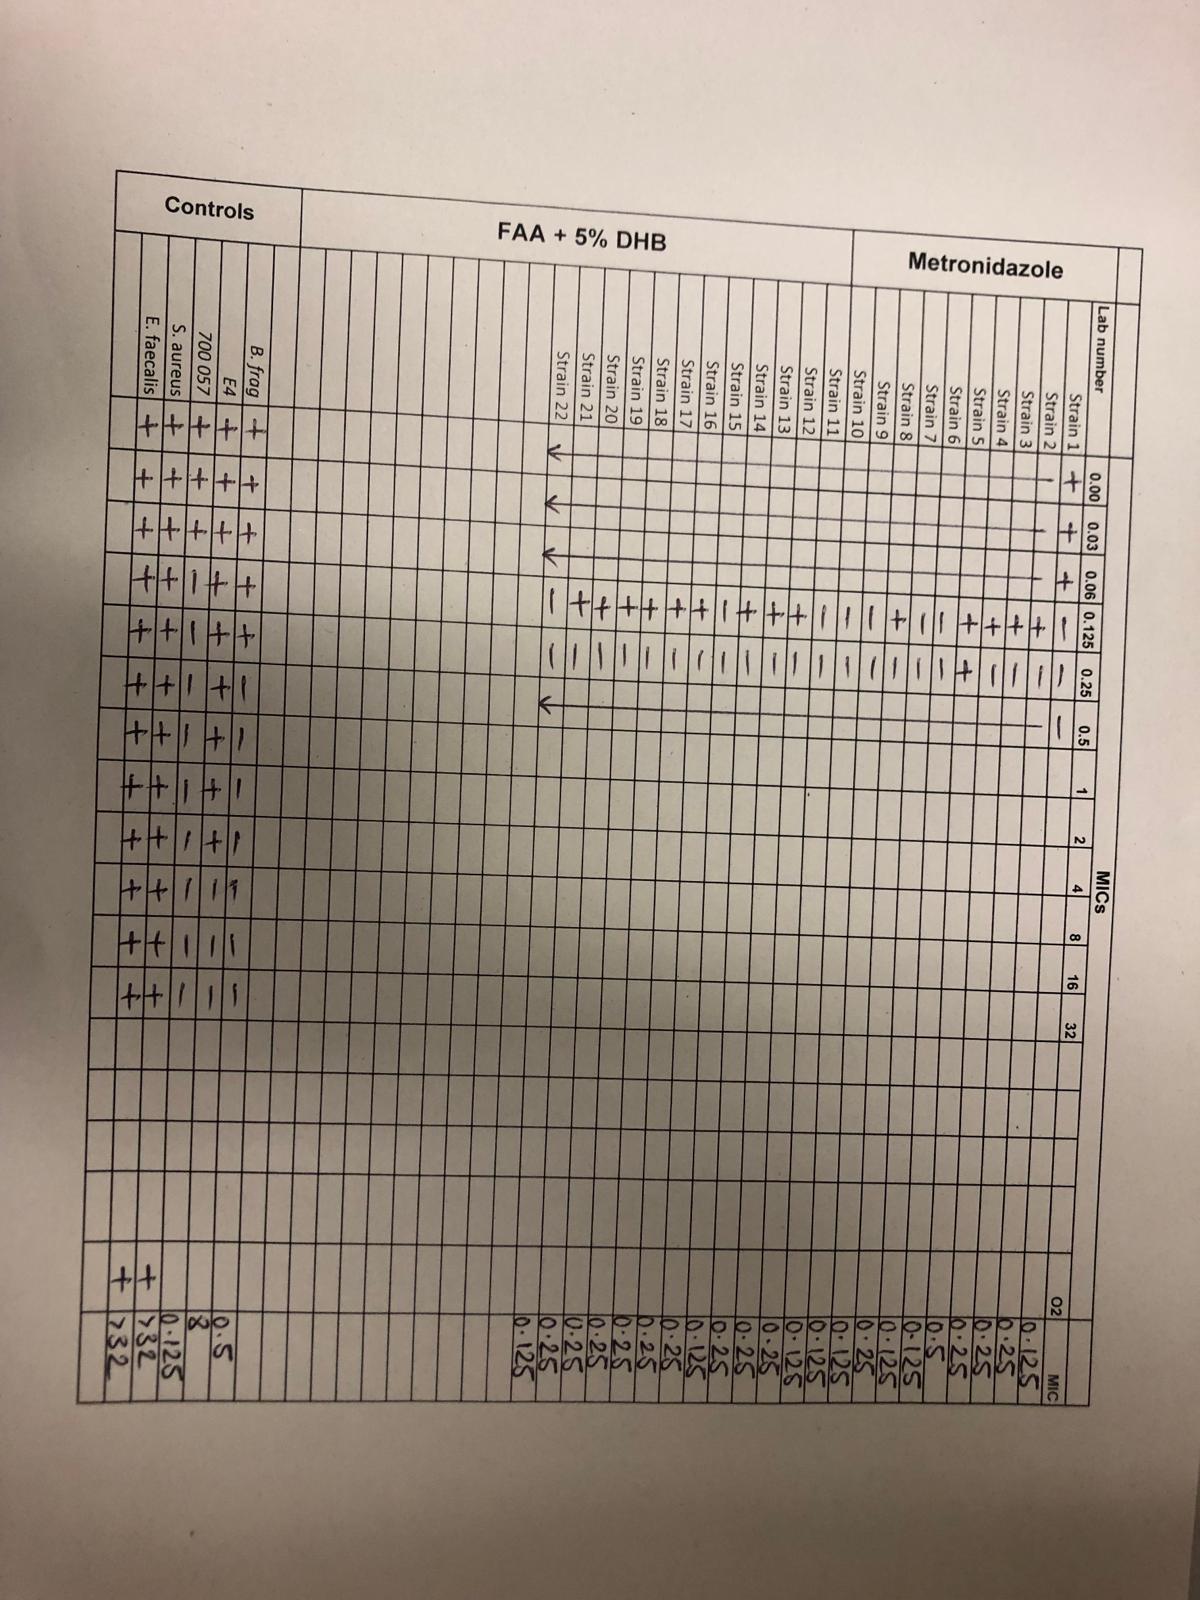 Metronidazole
FAA + 5% DHB
Controls
MICs
Lab number 0.00 0.03 0.06 0.125 0.25 0.5 1 2 4 8 16 32 O2 MIC
Strain 1 + + + - - - 0.125
Strain 2 + - 0.25
Strain 3 + - 0.25
Strain 4 + - 0.25
Strain 5 + + 0.5
Strain 6 - - 0.125
Strain 7 - - 0.125
Strain 8 + - 0.25
Strain 9 - - 0.125
Strain 10 - - 0.125
Strain 11 - - 0.125
Strain 12 + - 0.25
Strain 13 + - 0.25
Strain 14 + - 0.25
Strain 15 - - 0.125
Strain 16 + - 0.25
Strain 17 + - 0.25
Strain 18 + - 0.25
Strain 19 + - 0.25
Strain 20 + - 0.25
Strain 21 + - 0.25
Strain 22 - - 0.125
B. frag + + + + + - - - - - - - 0.5
E4 + + + + + + + + + - - - 8
700 057 + + + - - - - - - - - - 0.125
S. aureus + + + + + + + + + + + + + >32
E. faecalis + + + + + + + + + + + + + >32